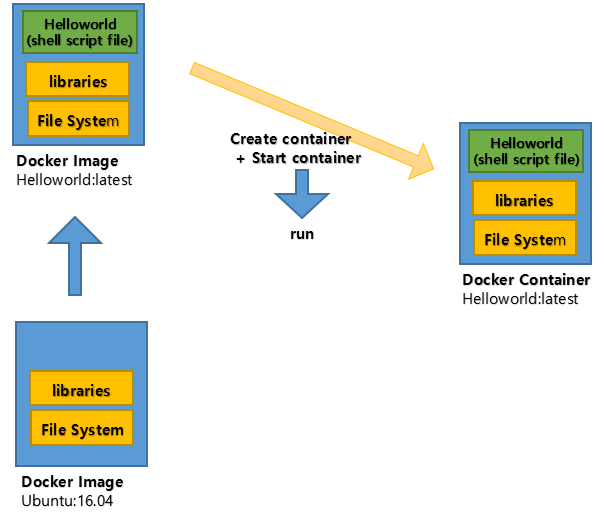 Helloworld
(shell script file)
libraries
File System
Docker Image
Helloworld:latest
Create container
+ Start container
run
Helloworld
(shell script file)
libraries
File System
Docker Container
Helloworld:latest
libraries
File System
Docker Image
Ubuntu:16.04